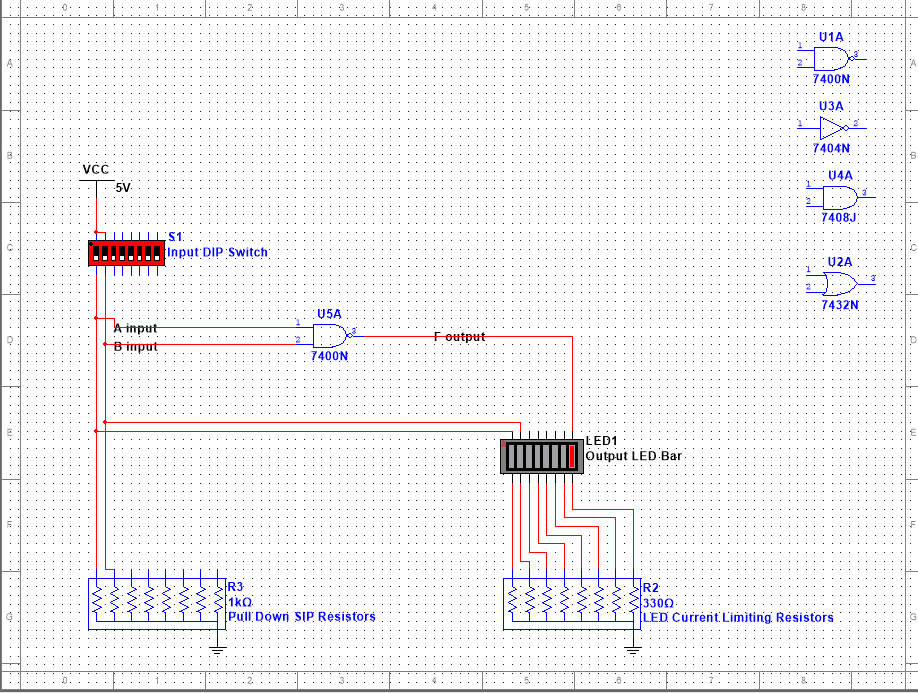 0 1 2 3 4 5 6 7 8
A A
B B
C C
D D
E E
F F
G G
U1A
1
2
3
7400N
U3A
1
2
7404N
U4A
1
2
3
7408J
U2A
1
2
3
7432N
VCC
5V
S1
Input DIP Switch
A input
B input
U5A
1
2
3
7400N
F output
LED1
Output LED Bar
R3
1kΩ
Pull Down SIP Resistors
R2
330Ω
LED Current Limiting Resistors
0 1 2 3 4 5 6 7 8